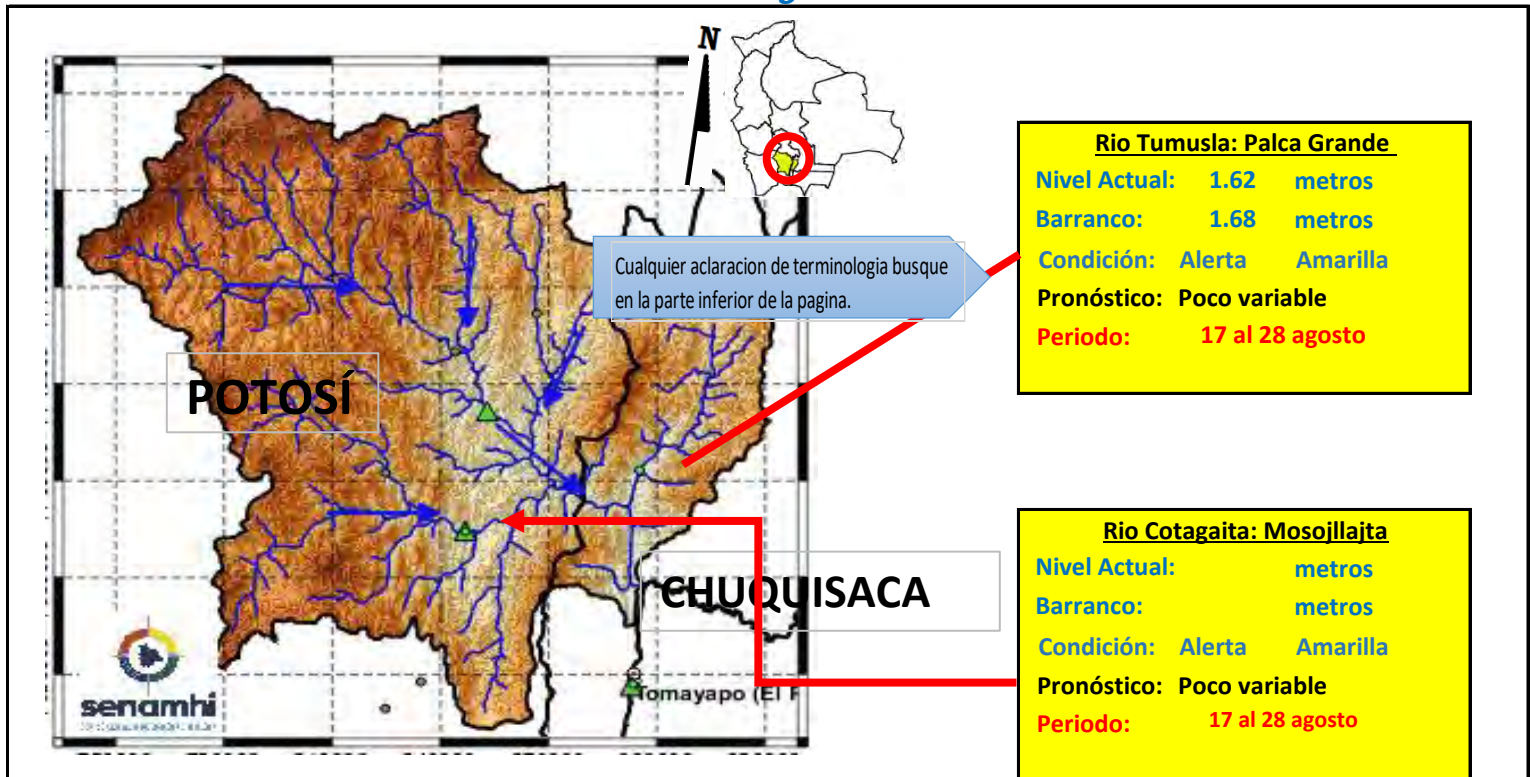 N
Cualquier aclaracion de terminologia busque
en la parte inferior de la pagina.
POTOSÍ
CHUQUISACA
Tomayapo (El
senamhi
Rio Tumusla: Palca Grande
Nivel Actual: 1.62 metros
Barranco: 1.68 metros
Condición: Alerta Amarilla
Pronóstico: Poco variable
Periodo: 17 al 28 agosto
Rio Cotagaita: Mosojllajta
Nivel Actual: metros
Barranco: metros
Condición: Alerta Amarilla
Pronóstico: Poco variable
Periodo: 17 al 28 agosto